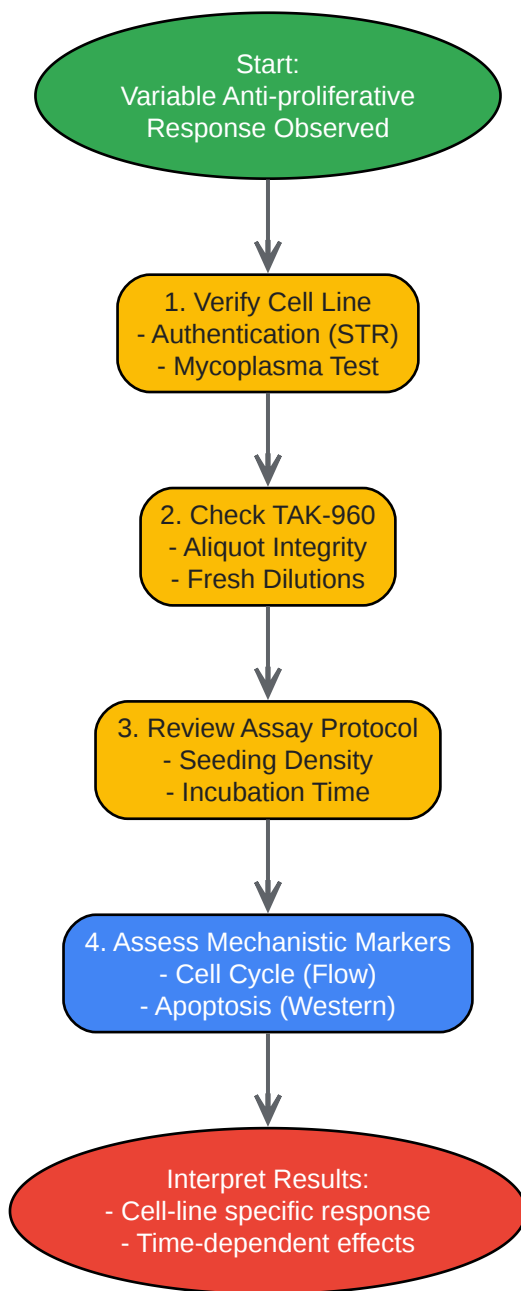 Start:
Variable Anti-proliferative
Response Observed
1. Verify Cell Line
- Authentication (STR)
- Mycoplasma Test
2. Check TAK-960
- Aliquot Integrity
- Fresh Dilutions
3. Review Assay Protocol
- Seeding Density
- Incubation Time
4. Assess Mechanistic Markers
- Cell Cycle (Flow)
- Apoptosis (Western)
Interpret Results:
- Cell-line specific response
- Time-dependent effects